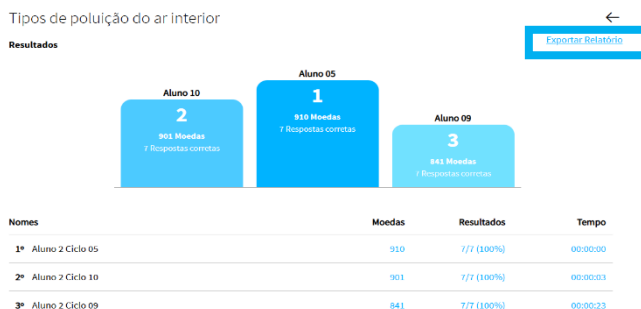 Tipos de poluição do ar interior
Exportar Relatório
Resultados
Aluno 05
1
910 Moedas
7 Respostas corretas
Aluno 10
2
901 Moedas
7 Respostas corretas
Aluno 09
3
841 Moedas
7 Respostas corretas
Nomes Moedas Resultados Tempo
1º Aluno 2 Ciclo 05 910 7/7 (100%) 00:00:00
2º Aluno 2 Ciclo 10 901 7/7 (100%) 00:00:03
3º Aluno 2 Ciclo 09 841 7/7 (100%) 00:00:23